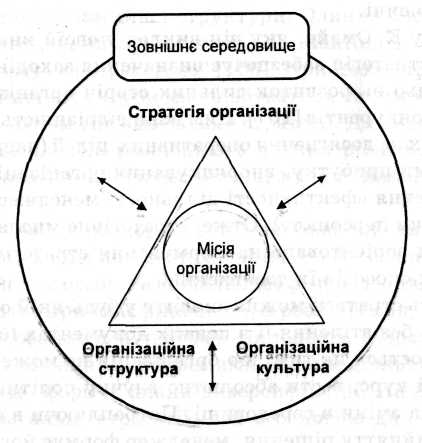 Зовнішнє середовище
Стратегія організації
Місія
організації
Організаційна Організаційна
структура культура